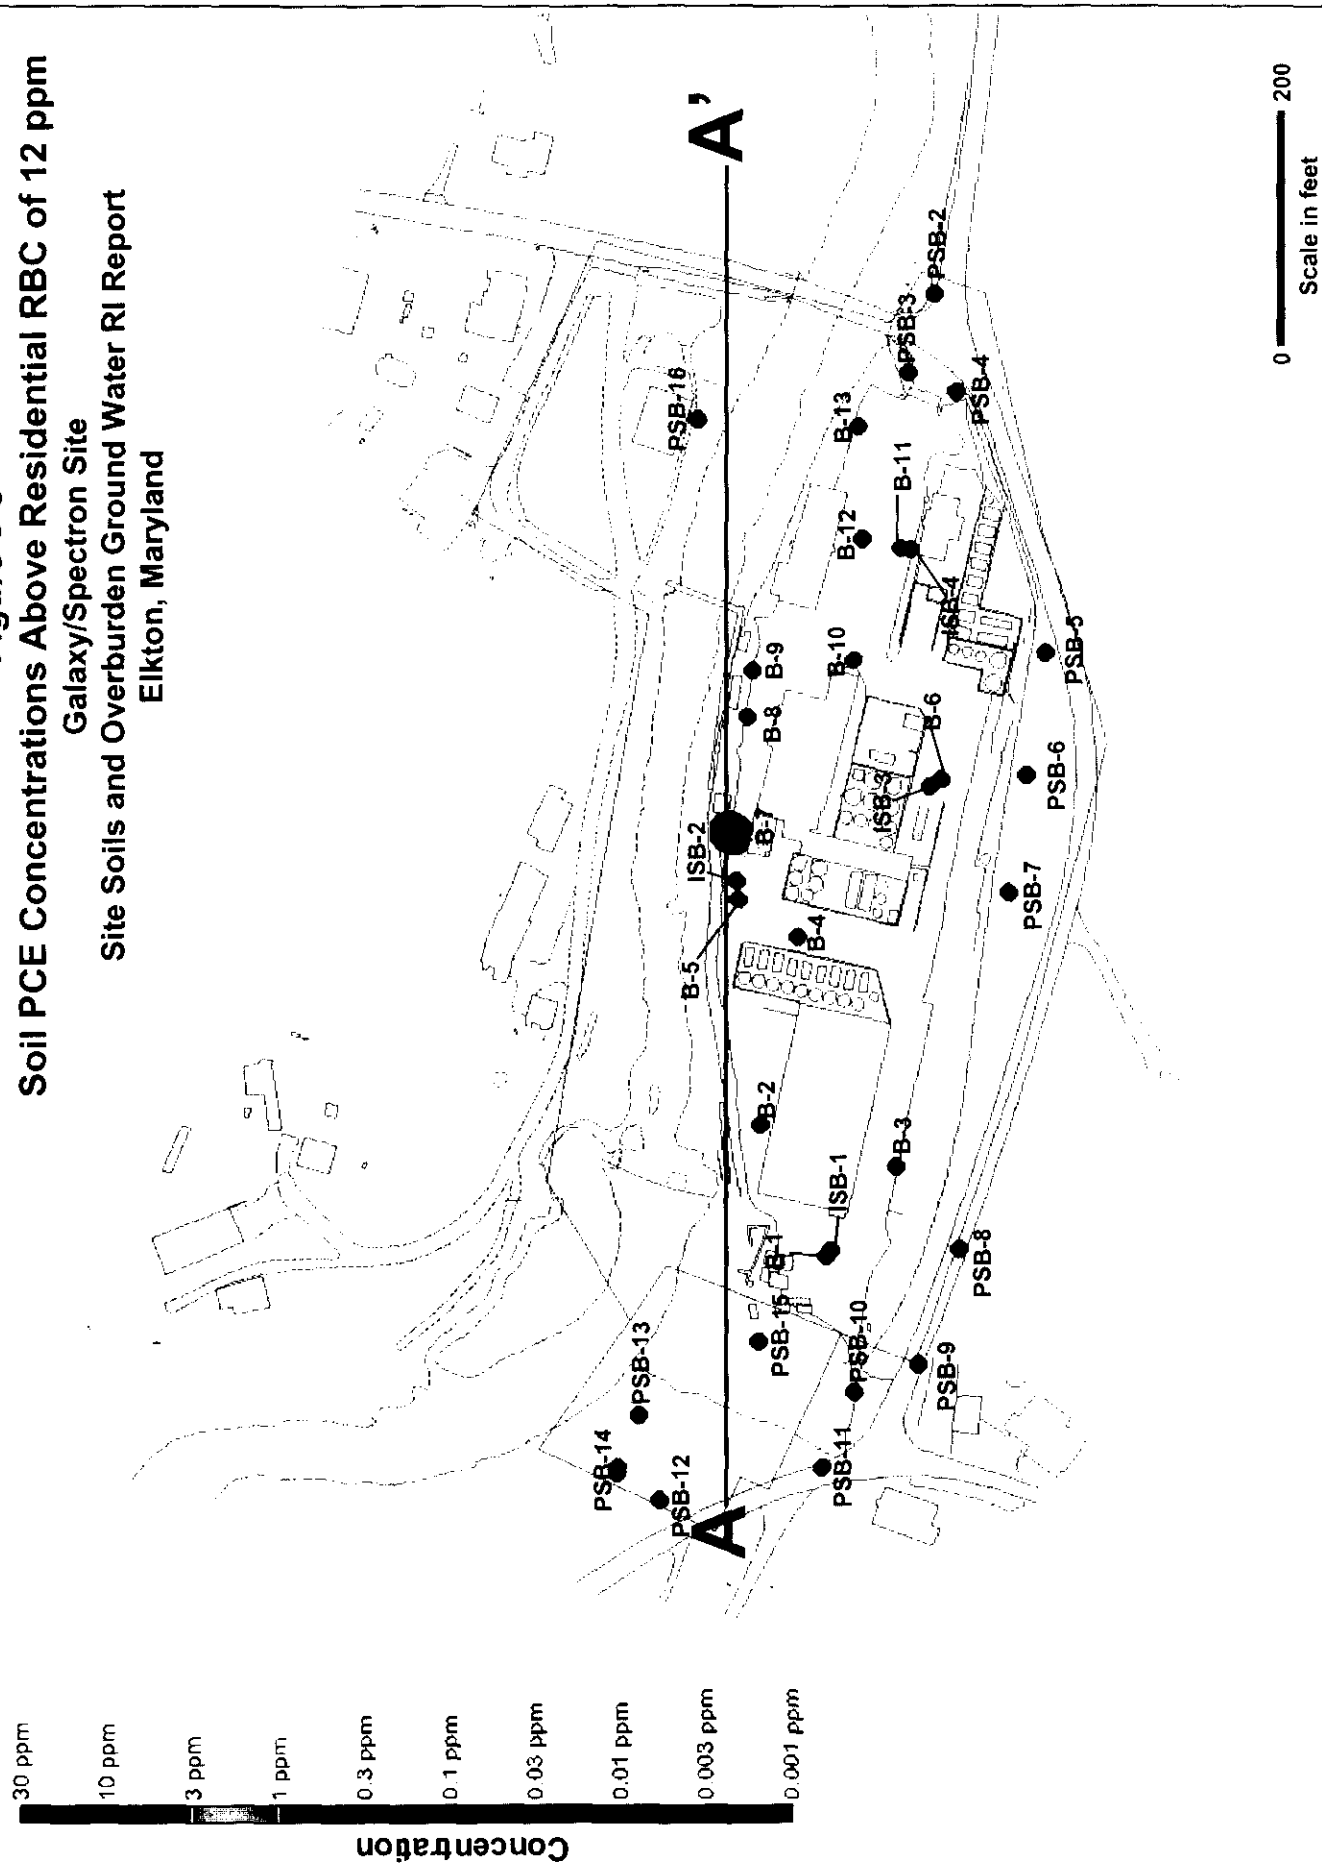 Soil PCE Concentrations Above Residential RBC of 12 ppm
Galaxy/Spectron Site
Site Soils and Overburden Ground Water RI Report
Elkton, Maryland
30 ppm
10 ppm
3 ppm
1 ppm
0.3 ppm
0.1 ppm
0.03 ppm
0.01 ppm
0.003 ppm
0.001 ppm
Concentration
A
A'
PSB-14
PSB-13
PSB-12
PSB-16
B-5
ISB-2
B-7
B-8
B-9
B-2
B-4
PSB-15
B-1
ISB-1
B-10
B-12
B-13
PSB-11
PSB-10
B-3
ISB-3
B-6
B-11
ISB-4
PSB-3
PSB-2
PSB-4
PSB-9
PSB-8
PSB-7
PSB-6
PSB-5
0
200
Scale in feet